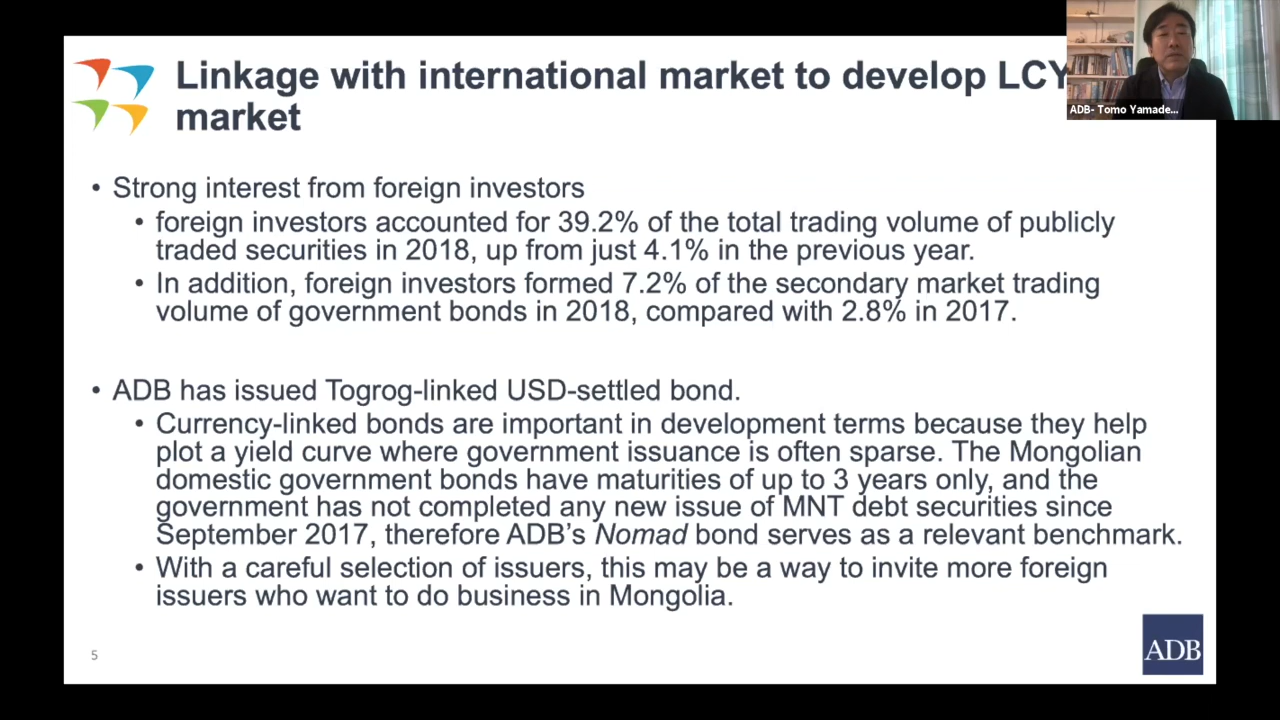 Linkage with international market to develop LCY
market
ADB- Tomo Yamade...
• Strong interest from foreign investors
• foreign investors accounted for 39.2% of the total trading volume of publicly
traded securities in 2018, up from just 4.1% in the previous year.
• In addition, foreign investors formed 7.2% of the secondary market trading
volume of government bonds in 2018, compared with 2.8% in 2017.
• ADB has issued Togrog-linked USD-settled bond.
• Currency-linked bonds are important in development terms because they help
plot a yield curve where government issuance is often sparse. The Mongolian
domestic government bonds have maturities of up to 3 years only, and the
government has not completed any new issue of MNT debt securities since
September 2017, therefore ADB’s Nomad bond serves as a relevant benchmark.
• With a careful selection of issuers, this may be a way to invite more foreign
issuers who want to do business in Mongolia.
5
ADB